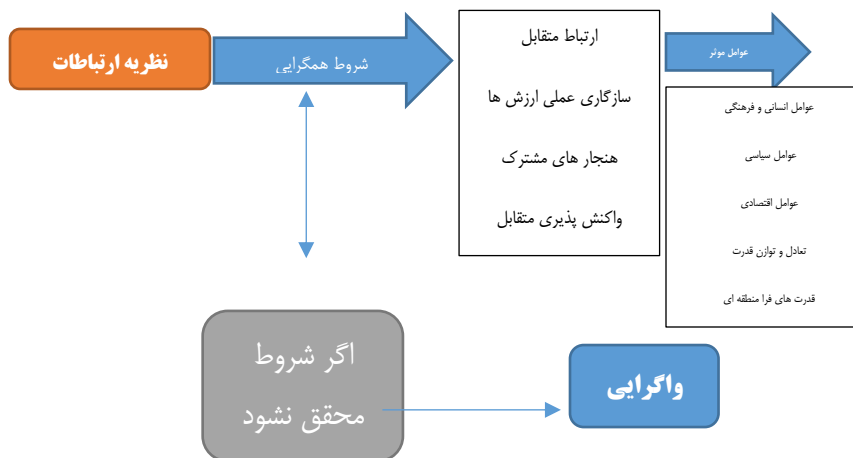 نظریه ارتباطات
شروط همگرایی
ارتباط متقابل
سازگاری عملی ارزش ها
هنجار های مشترک
واکنش پذیری متقابل
عوامل موثر
عوامل انسانی و فرهنگی
عوامل سیاسی
عوامل اقتصادی
تعادل و توازن قدرت
قدرت های فرا منطقه ای
اگر شروط
محقق نشود
واگرایی